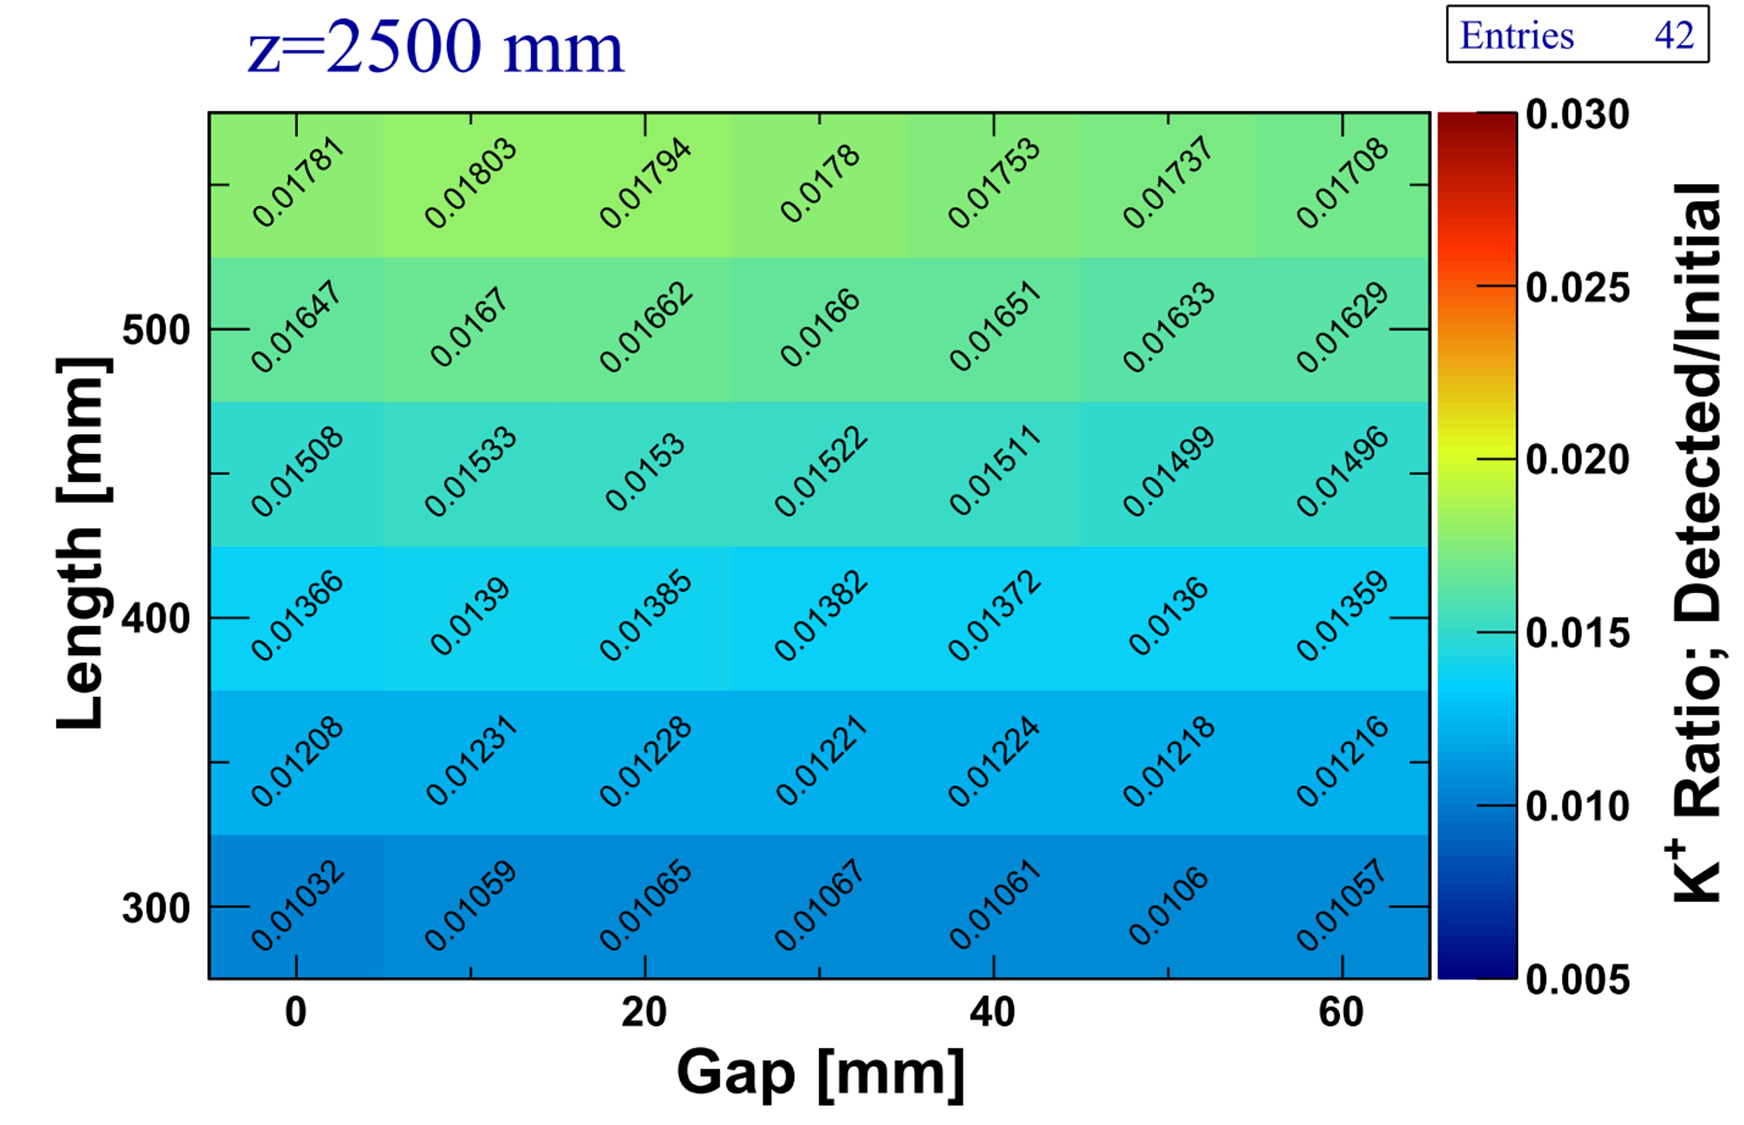 z=2500 mm
Entries 42
0.01781 0.01803 0.01794 0.0178 0.01753 0.01737 0.01708
0.01647 0.0167 0.01662 0.0166 0.01651 0.01633 0.01629
0.01508 0.01533 0.0153 0.01522 0.01511 0.01499 0.01496
0.01366 0.0139 0.01385 0.01382 0.01372 0.0136 0.01359
0.01208 0.01231 0.01228 0.01221 0.01224 0.01218 0.01216
0.01032 0.01059 0.01065 0.01067 0.01061 0.0106 0.01057
500
400
300
Length [mm]
0 20 40 60
Gap [mm]
0.030
0.025
0.020
0.015
0.010
0.005
K⁺ Ratio; Detected/Initial